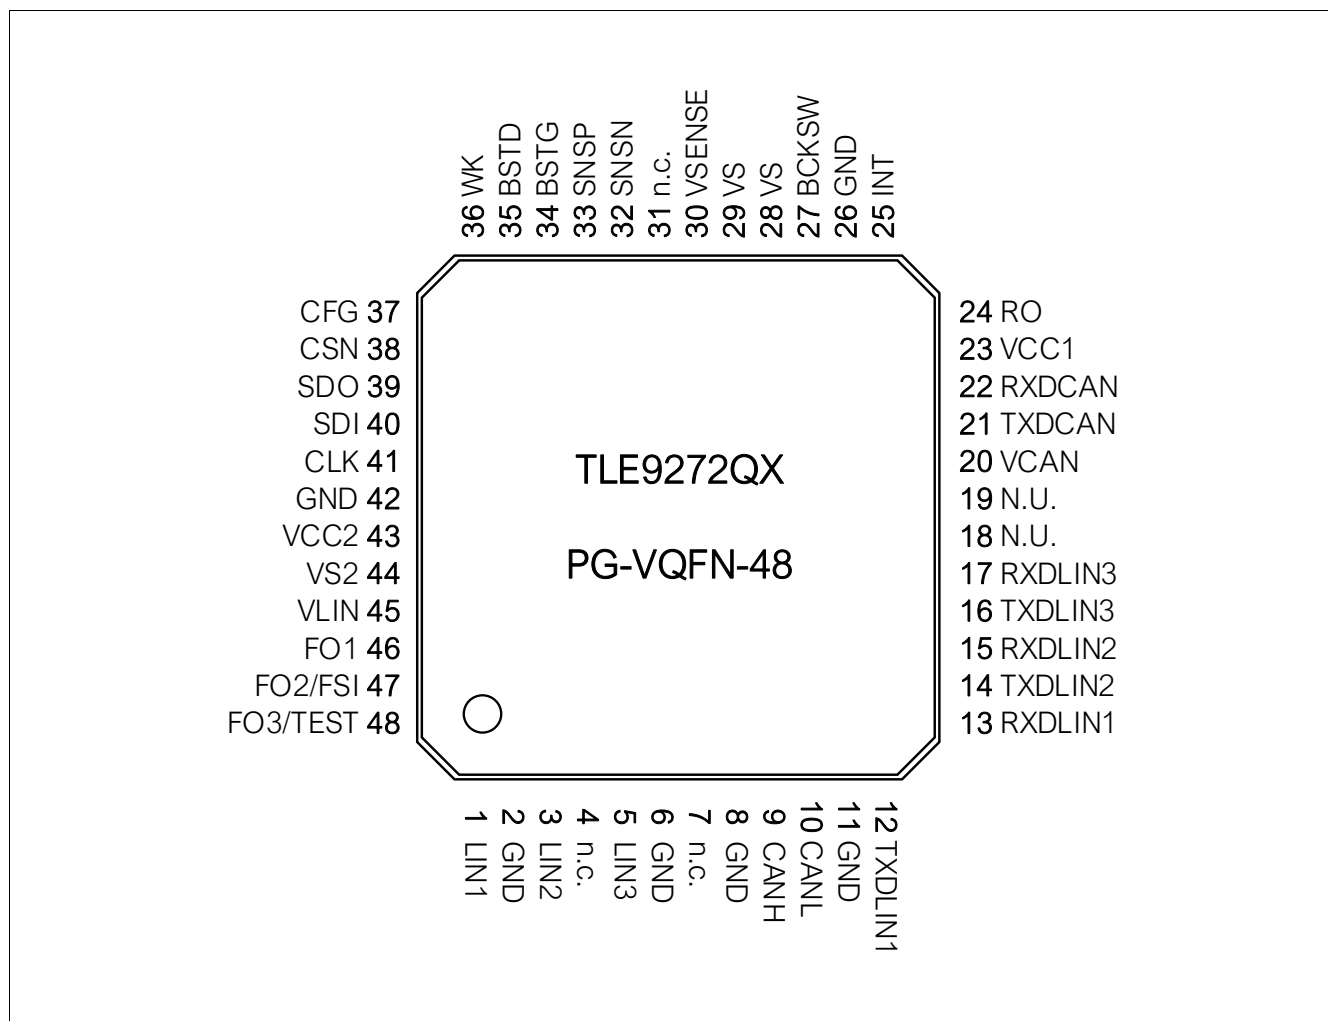 36 WK
35 BSTD
34 BSTG
33 SNSP
32 SNSN
31 n.c.
30 VSENSE
29 VS
28 VS
27 BCKSW
26 GND
25 INT
CFG 37
CSN 38
SDO 39
SDI 40
CLK 41
GND 42
VCC2 43
VS2 44
VLIN 45
FO1 46
FO2/FSI 47
FO3/TEST 48
TLE9272QX
PG-VQFN-48
24 RO
23 VCC1
22 RXDCAN
21 TXDCAN
20 VCAN
19 N.U.
18 N.U.
17 RXDLIN3
16 TXDLIN3
15 RXDLIN2
14 TXDLIN2
13 RXDLIN1
1 LIN1
2 GND
3 LIN2
4 n.c.
5 LIN3
6 GND
7 n.c.
8 GND
9 CANH
10 CANL
11 GND
12 TXDLIN1